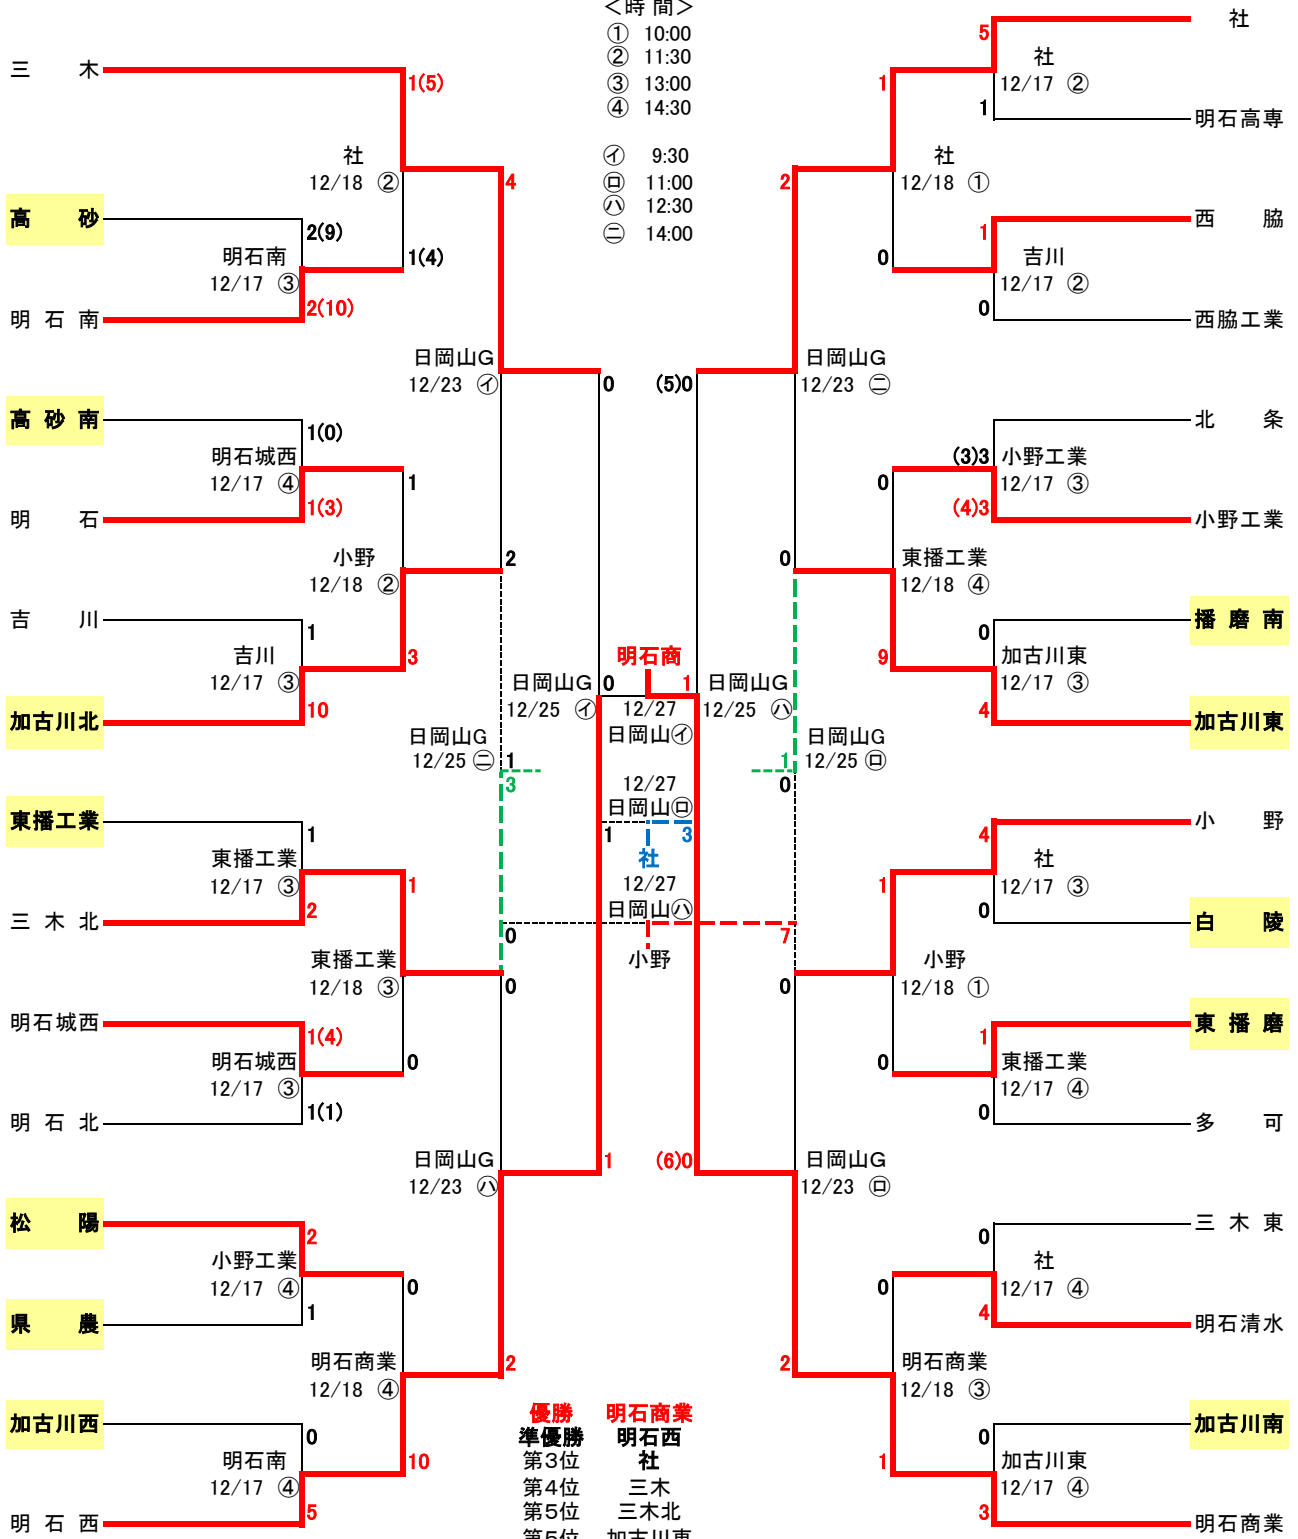 <時 間>
① 10:00
② 11:30
③ 13:00
④ 14:30
㋑ 9:30
㋺ 11:00
㋩ 12:30
㊁ 14:00
三 木
1(5)
社
12/18 ②
4
高 砂
2(9)
明石南
12/17 ③
1(4)
2(10)
明 石 南
日岡山G
12/23 ㋑
0
高 砂 南
1(0)
明石城西
12/17 ④
1
1(3)
明 石
小野
12/18 ②
2
吉 川
1
吉川
12/17 ③
3
10
加古川北
日岡山G
12/25 ㋑
0
日岡山G
12/25 ㊁
1
3
東播工業
1
東播工業
12/17 ③
1
2
三 木 北
東播工業
12/18 ③
0
0
明石城西
1(4)
明石城西
12/17 ③
0
1(1)
明 石 北
日岡山G
12/23 ㋩
1
松 陽
2
小野工業
12/17 ④
0
1
県 農
明石商業
12/18 ④
2
加古川西
0
明石南
12/17 ④
10
5
明 石 西
明石商
1
12/27
日岡山㋑
12/27
日岡山㋺
1
3
社
12/27
日岡山㋩
0
7
小野
社
5
社
12/17 ②
1
1
明石高専
社
12/18 ①
2
西 脇
1
吉川
12/17 ②
0
0
西脇工業
日岡山G
12/23 ㊁
(5)0
北 条
(3)3
小野工業
12/17 ③
0
(4)3
小野工業
東播工業
12/18 ④
0
播 磨 南
0
加古川東
12/17 ③
9
4
加古川東
日岡山G
12/25 ㋩
日岡山G
12/25 ㋺
1
0
小 野
4
社
12/17 ③
1
0
白 陵
小野
12/18 ①
0
東 播 磨
1
東播工業
12/17 ④
0
0
多 可
日岡山G
12/23 ㋺
(6)0
三 木 東
0
社
12/17 ④
0
4
明石清水
明石商業
12/18 ③
2
加古川南
0
加古川東
12/17 ④
1
3
明石商業
優勝 明石商業
準優勝 明石西
第3位 社
第4位 三木
第5位 三木北
第5位 加古川東